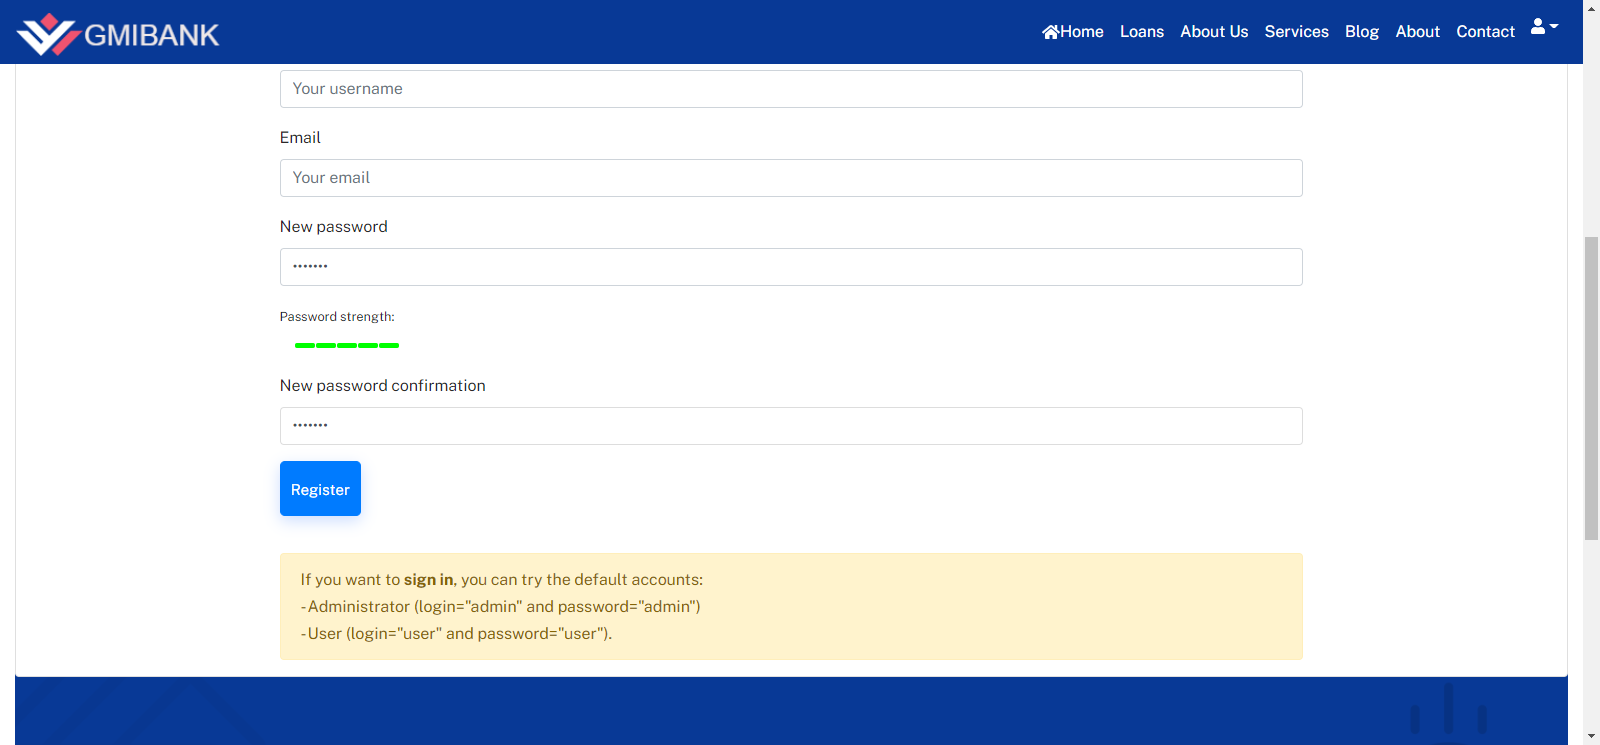 GMIBANK
Home Loans About Us Services Blog About Contact
Your username
Email
Your email
New password
•••••••
Password strength:
New password confirmation
•••••••
Register
If you want to sign in, you can try the default accounts:
- Administrator (login="admin" and password="admin")
- User (login="user" and password="user").